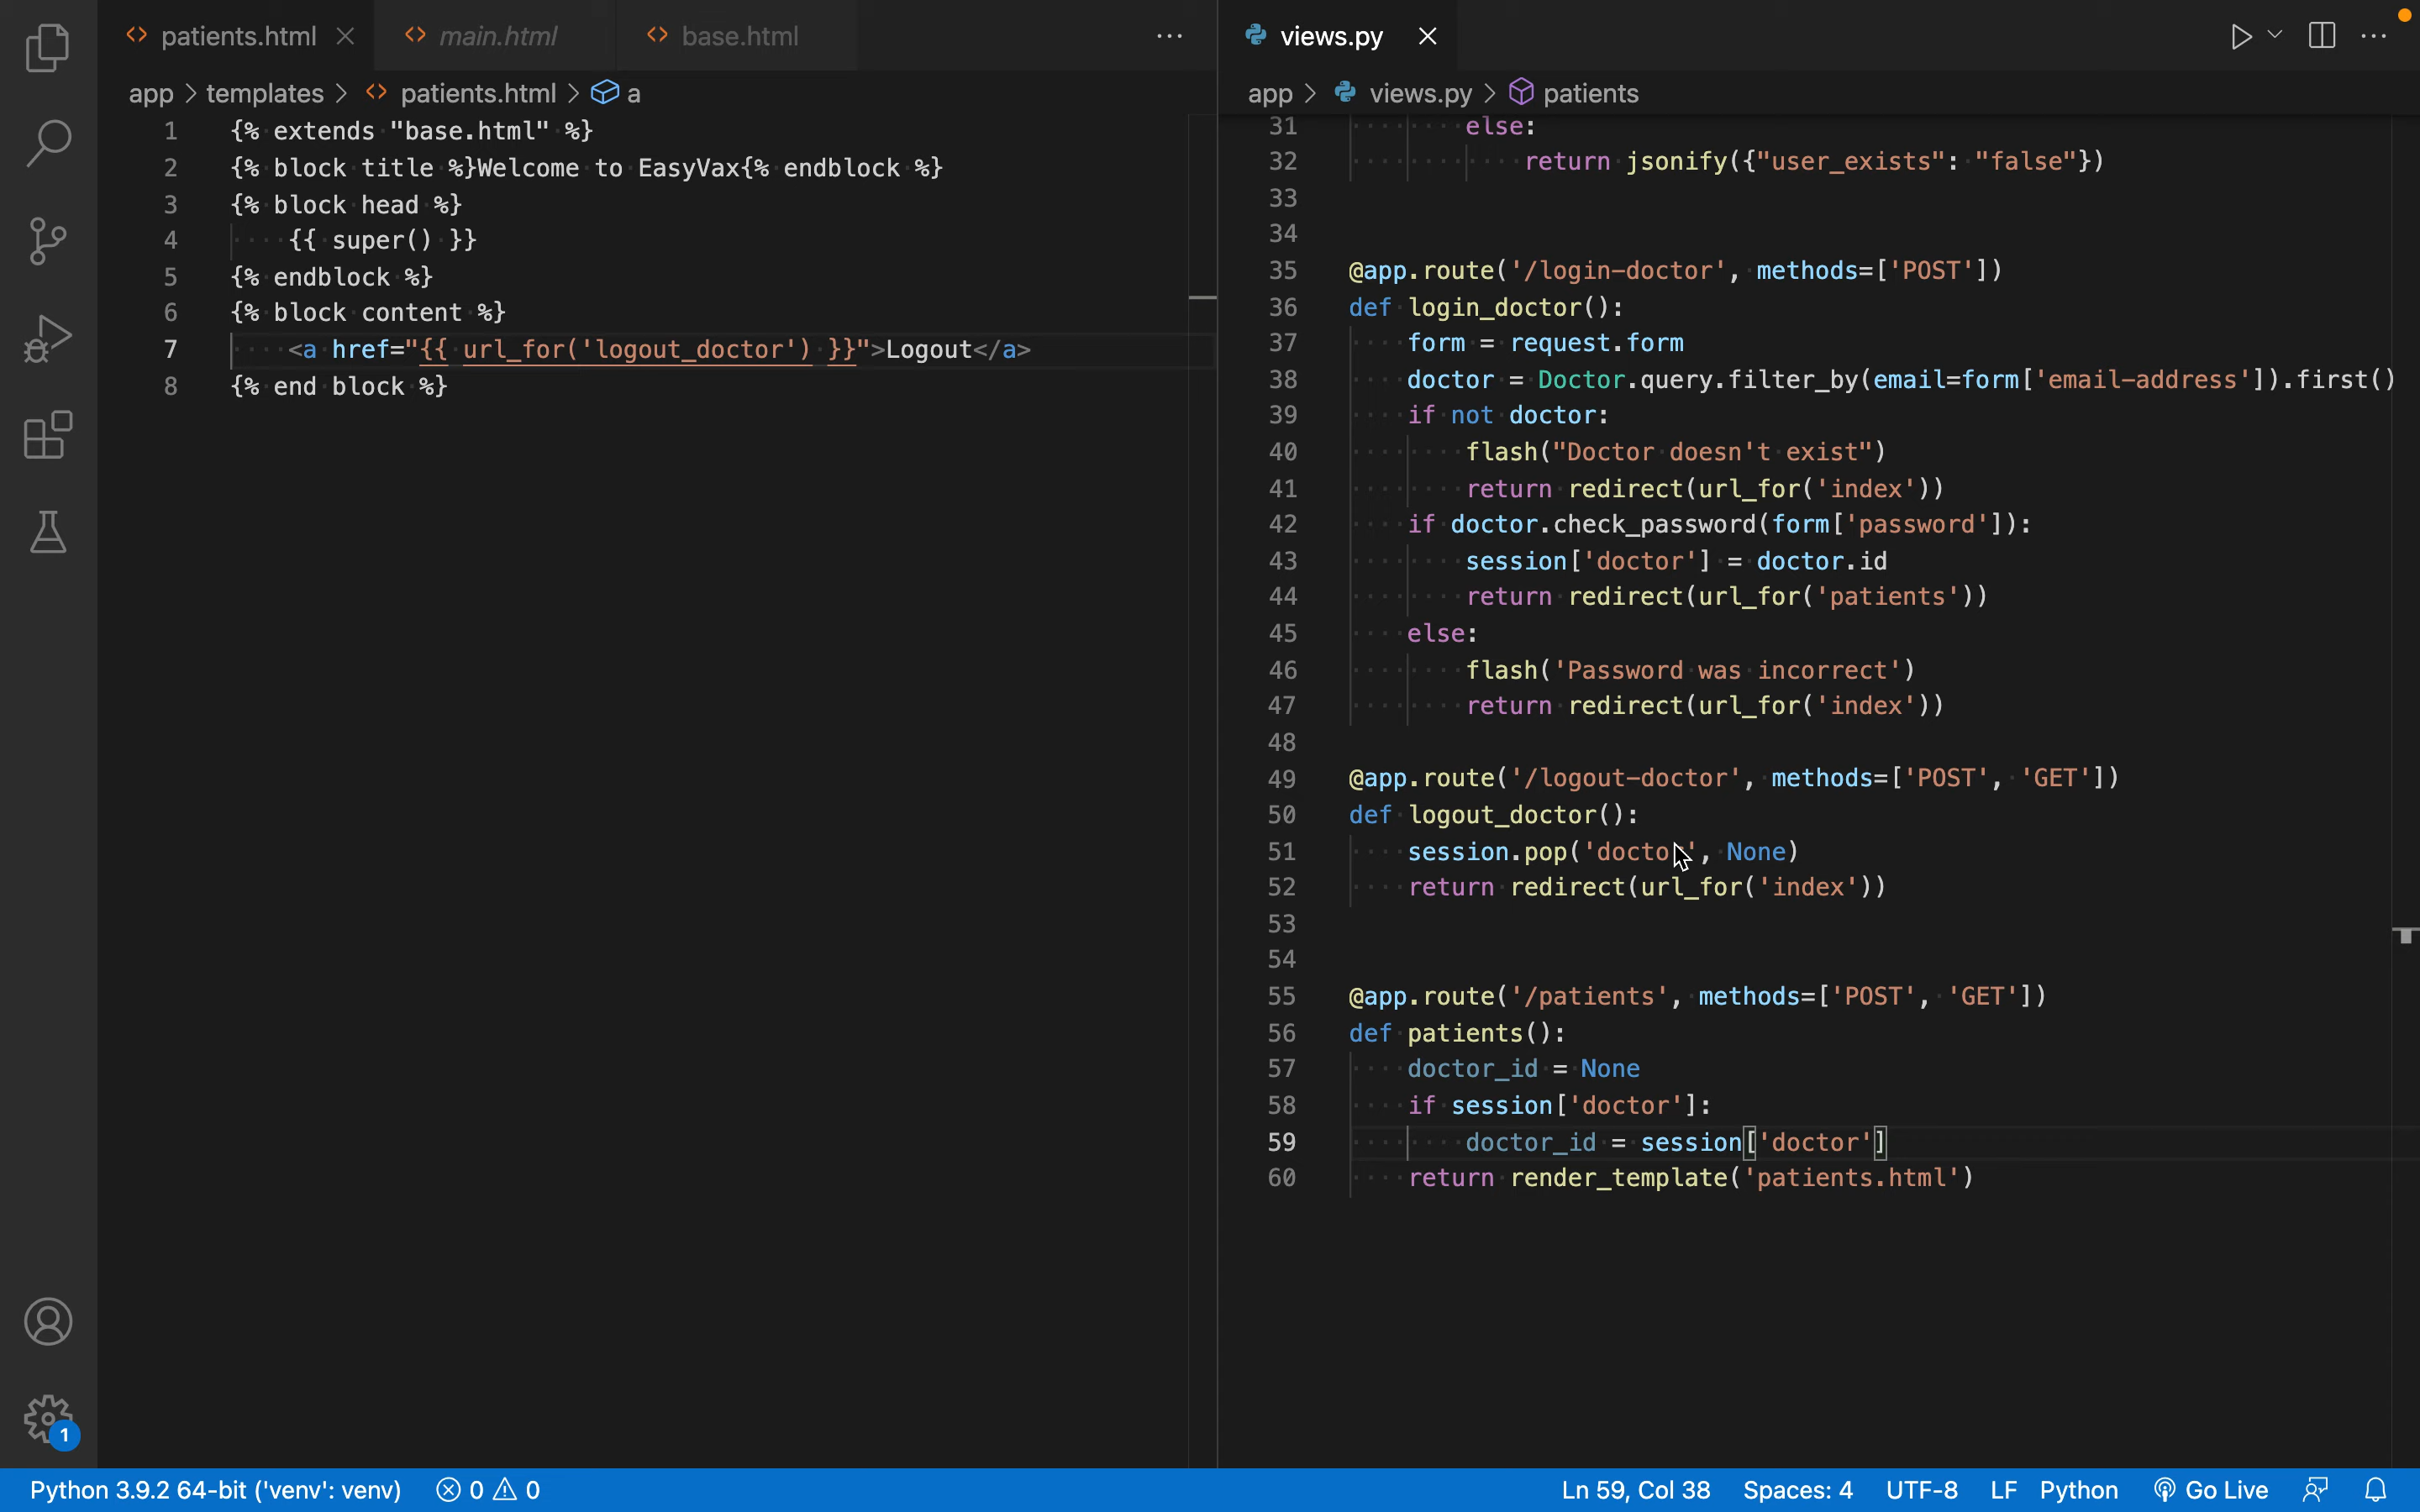 patients.html main.html base.html
app > templates > patients.html > a
1 {% extends "base.html" %}
2 {% block title %}Welcome to EasyVax{% endblock %}
3 {% block head %}
4     {{ super() }}
5 {% endblock %}
6 {% block content %}
7     <a href="{{ url_for('logout_doctor') }}">Logout</a>
8 {% end block %}
views.py
app > views.py > patients
31         else:
32             return jsonify({"user_exists": "false"})
33
34
35 @app.route('/login-doctor', methods=['POST'])
36 def login_doctor():
37     form = request.form
38     doctor = Doctor.query.filter_by(email=form['email-address']).first()
39     if not doctor:
40         flash("Doctor doesn't exist")
41         return redirect(url_for('index'))
42     if doctor.check_password(form['password']):
43         session['doctor'] = doctor.id
44         return redirect(url_for('patients'))
45     else:
46         flash('Password was incorrect')
47         return redirect(url_for('index'))
48
49 @app.route('/logout-doctor', methods=['POST', 'GET'])
50 def logout_doctor():
51     session.pop('doctor', None)
52     return redirect(url_for('index'))
53
54
55 @app.route('/patients', methods=['POST', 'GET'])
56 def patients():
57     doctor_id = None
58     if session['doctor']:
59         doctor_id = session['doctor']
60     return render_template('patients.html')
1
Python 3.9.2 64-bit ('venv': venv) 0 0 Ln 59, Col 38 Spaces: 4 UTF-8 LF Python Go Live